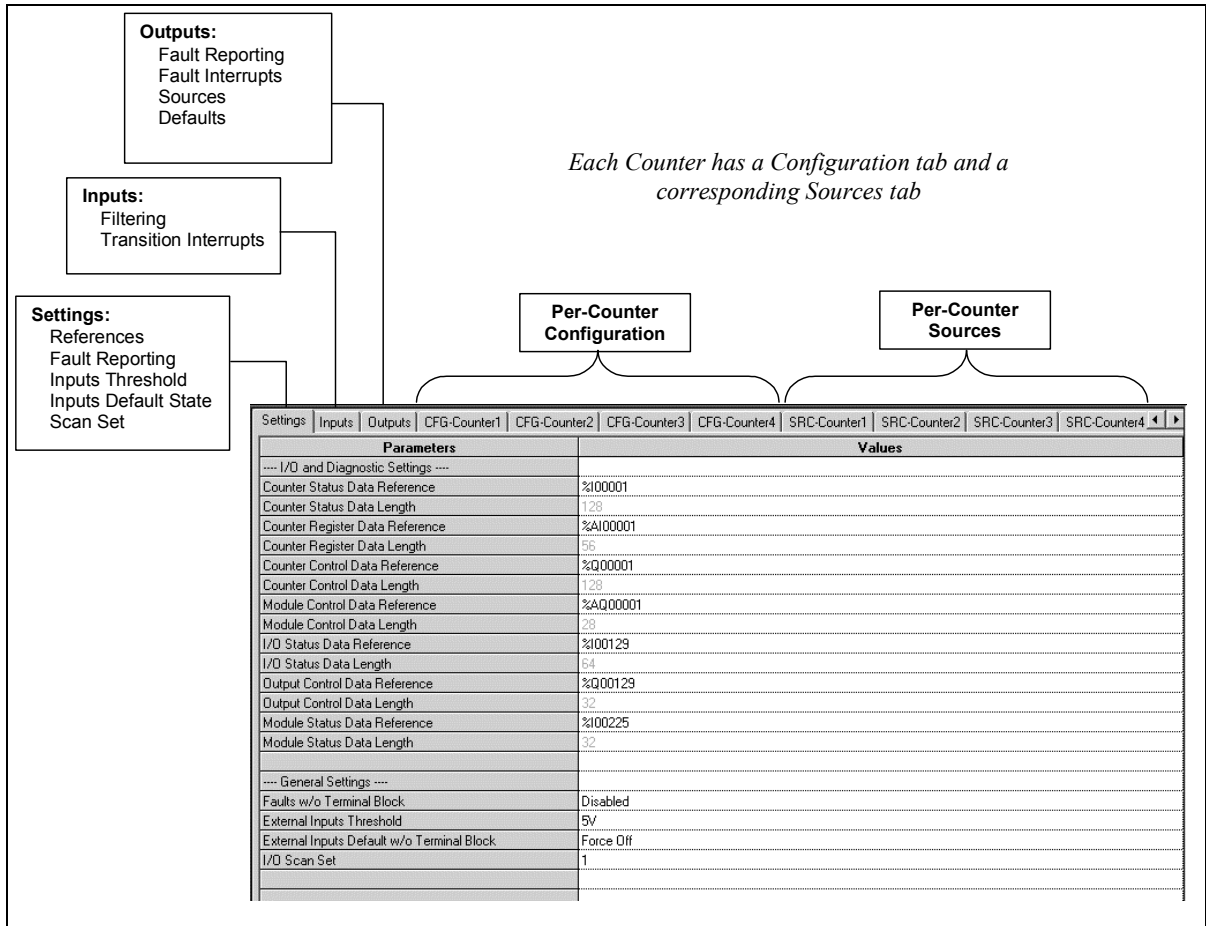 Outputs:
Fault Reporting
Fault Interrupts
Sources
Defaults
Each Counter has a Configuration tab and a
corresponding Sources tab
Inputs:
Filtering
Transition Interrupts
Settings:
References
Fault Reporting
Inputs Threshold
Inputs Default State
Scan Set
Per-Counter
Configuration
Per-Counter
Sources
Settings Inputs Outputs CFG-Counter1 CFG-Counter2 CFG-Counter3 CFG-Counter4 SRC-Counter1 SRC-Counter2 SRC-Counter3 SRC-Counter4
Parameters Values
---- I/O and Diagnostic Settings ----
Counter Status Data Reference %I00001
Counter Status Data Length 128
Counter Register Data Reference %AI00001
Counter Register Data Length 56
Counter Control Data Reference %Q00001
Counter Control Data Length 128
Module Control Data Reference %AQ00001
Module Control Data Length 28
I/O Status Data Reference %I00129
I/O Status Data Length 64
Output Control Data Reference %Q00129
Output Control Data Length 32
Module Status Data Reference %I00225
Module Status Data Length 32
---- General Settings ----
Faults w/o Terminal Block Disabled
External Inputs Threshold 5V
External Inputs Default w/o Terminal Block Force Off
I/O Scan Set 1